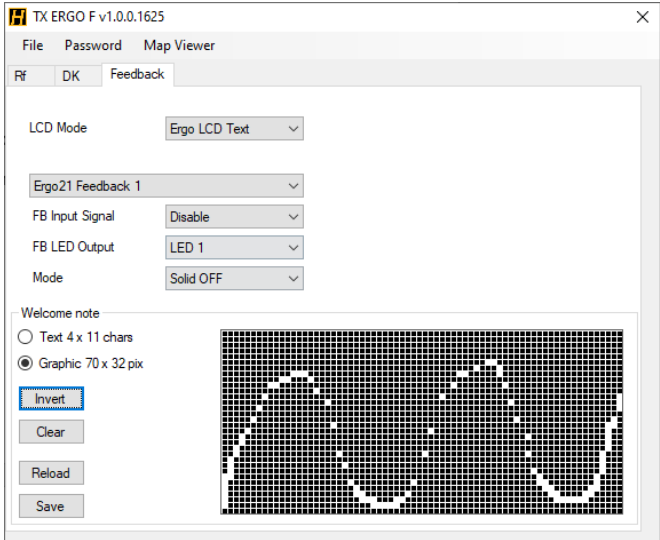 TX ERGO F v1.0.0.1625
File Password Map Viewer
Rf DK Feedback
LCD Mode Ergo LCD Text
Ergo21 Feedback 1
FB Input Signal Disable
FB LED Output LED 1
Mode Solid OFF
Welcome note
Text 4 x 11 chars
Graphic 70 x 32 pix
Invert
Clear
Reload
Save